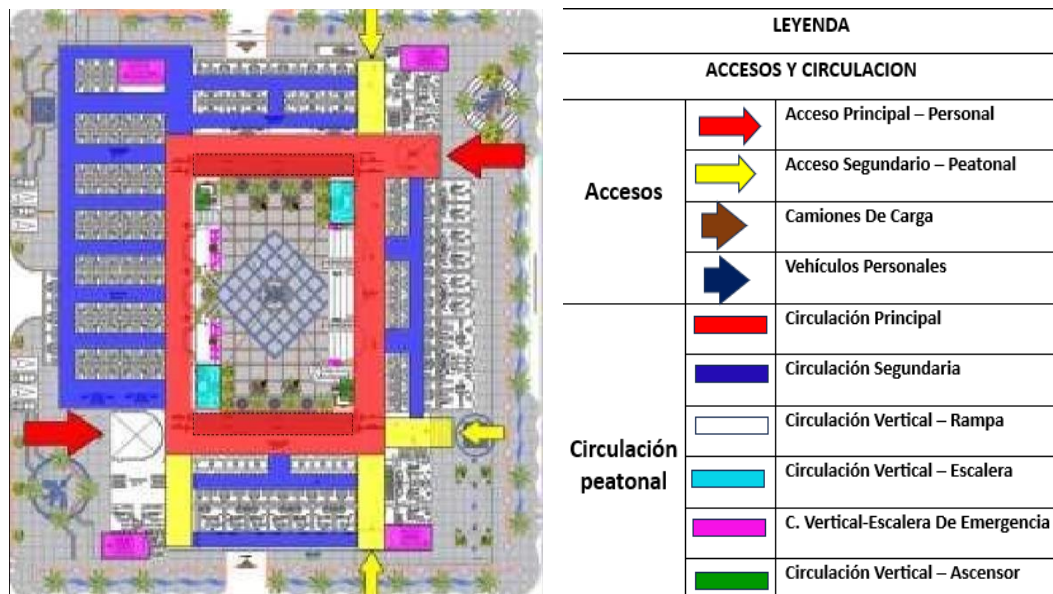 LEYENDA
ACCESOS Y CIRCULACION
Accesos
Acceso Principal – Personal
Acceso Segundario – Peatonal
Camiones De Carga
Vehículos Personales
Circulación
peatonal
Circulación Principal
Circulación Segundaria
Circulación Vertical – Rampa
Circulación Vertical – Escalera
C. Vertical-Escalera De Emergencia
Circulación Vertical – Ascensor